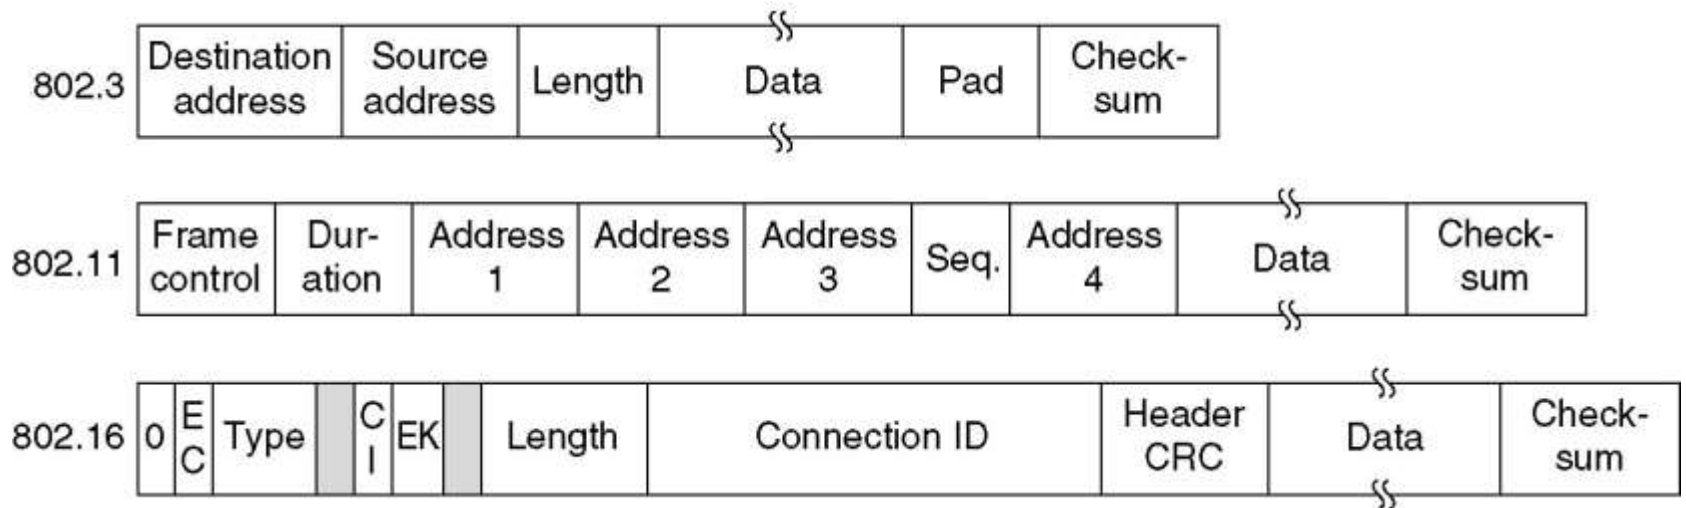 802.3 Destination address Source address Length Data Pad Check-sum
802.11 Frame control Dur-ation Address 1 Address 2 Address 3 Seq. Address 4 Data Check-sum
802.16 0 EC Type CI EK Length Connection ID Header CRC Data Check-sum